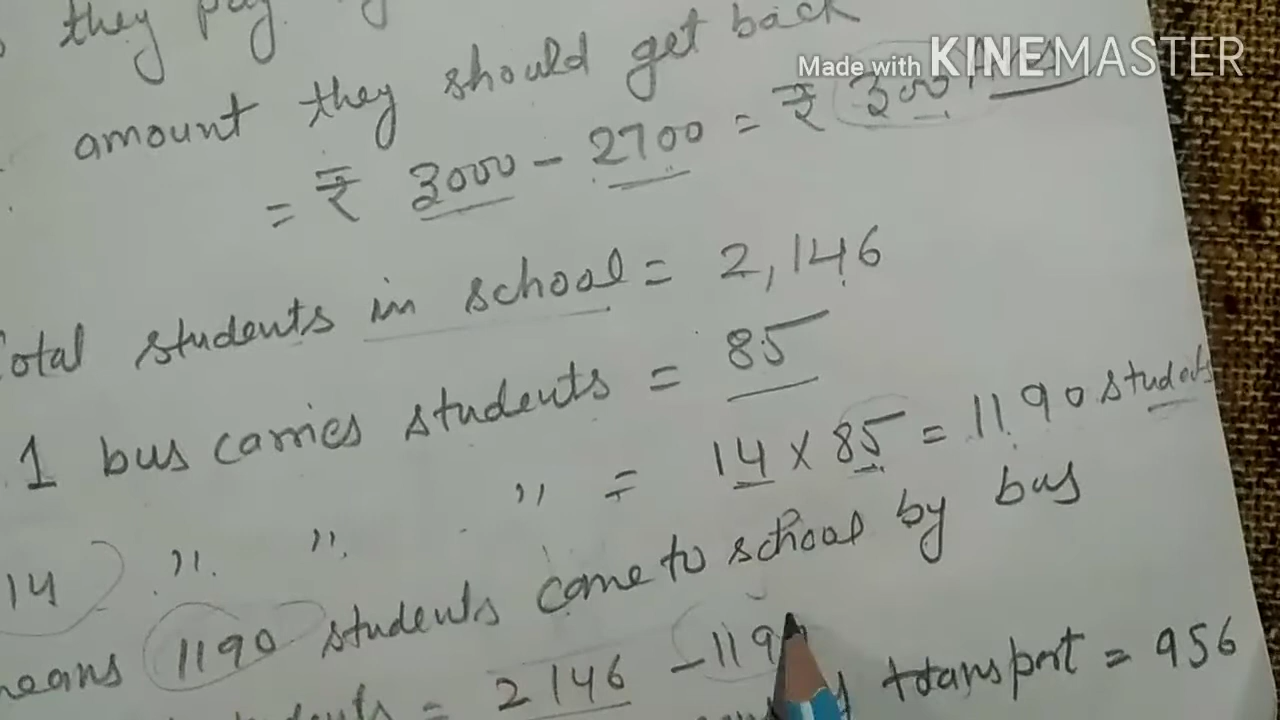 they pay
amount they should get back
Made with KINEMASTER
= ₹ 3000 - 2700 = ₹ 300
Total students in school = 2,146
1 bus carries students = 85
14 " " " = 14 x 85 = 1190 students
means 1190 students come to school by bus
= 2146 - 119
transport = 956